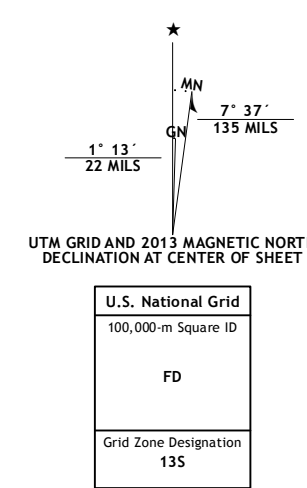 ★
MN
7° 37´
135 MILS
GN
1° 13´
22 MILS
UTM GRID AND 2013 MAGNETIC NORTH
DECLINATION AT CENTER OF SHEET
U.S. National Grid
100,000-m Square ID
FD
Grid Zone Designation
13S